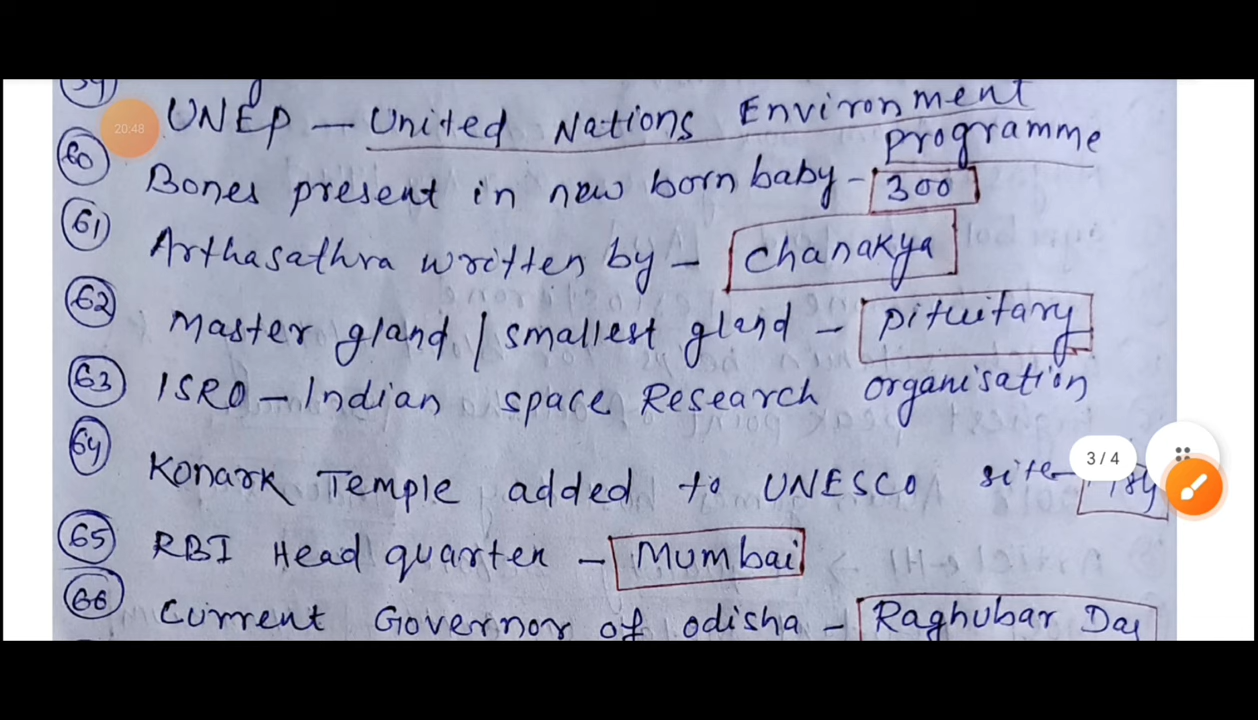 59
20:48
UNEP - United Nations Environment
programme
60 Bones present in new born baby - 300
61 Arthasathra written by - Chanakya
62 Master gland / smallest gland - pituitary
63 ISRO - Indian space Research organisation
3 / 4
64 Konark Temple added to UNESCO site
65 RBI Head quarter - Mumbai
66 Current Governor of odisha - Raghubar Das